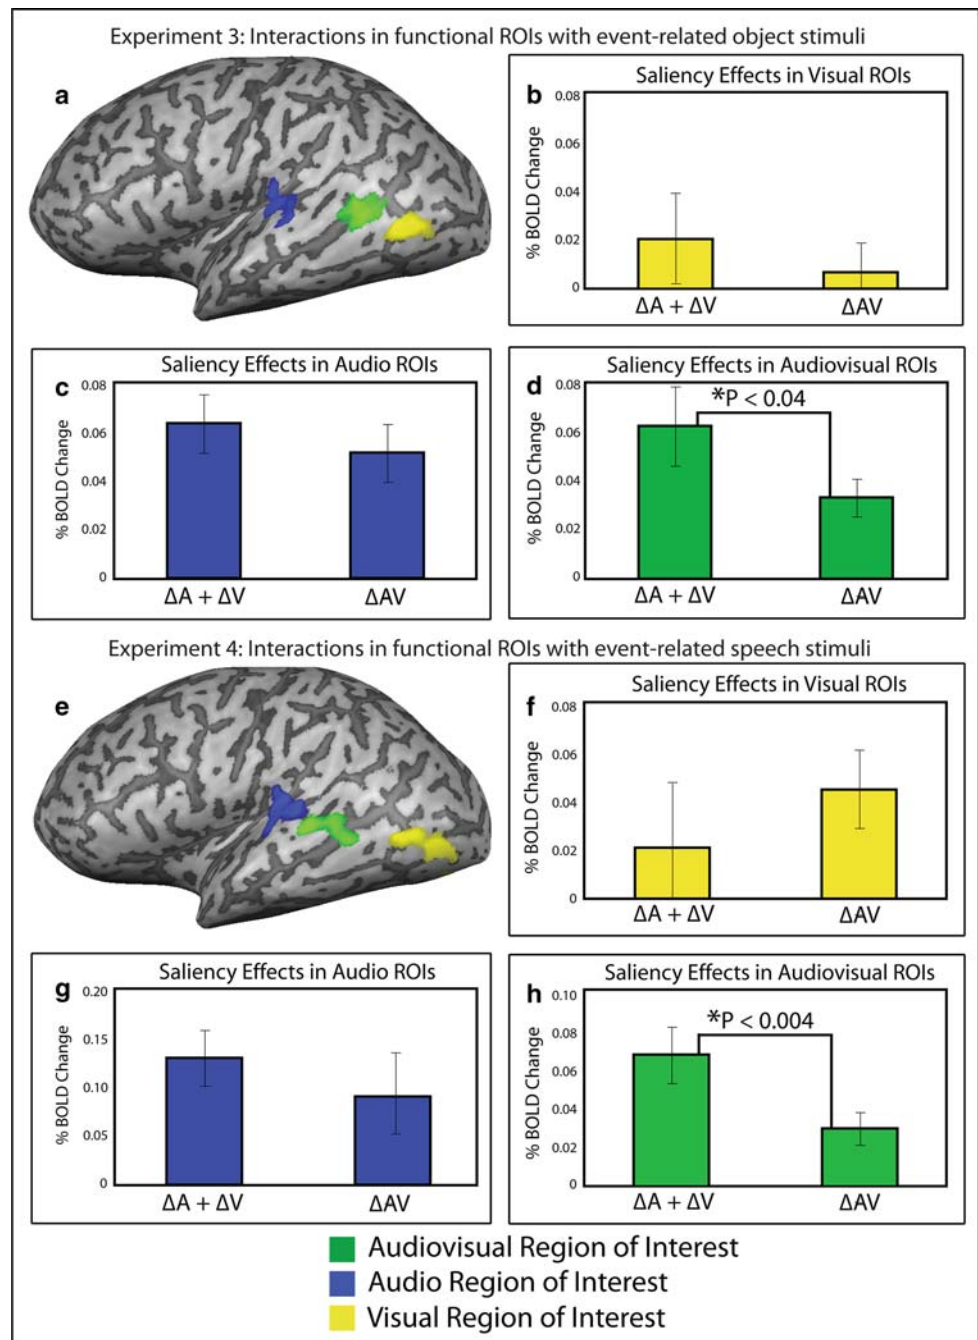 Experiment 3: Interactions in functional ROIs with event-related object stimuli
a
b
Saliency Effects in Visual ROIs
% BOLD Change
0.08
0.06
0.04
0.02
0
ΔA + ΔV
ΔAV
c
Saliency Effects in Audio ROIs
% BOLD Change
0.08
0.06
0.04
0.02
0
ΔA + ΔV
ΔAV
d
Saliency Effects in Audiovisual ROIs
% BOLD Change
0.08
0.06
0.04
0.02
0
*P < 0.04
ΔA + ΔV
ΔAV
Experiment 4: Interactions in functional ROIs with event-related speech stimuli
e
f
Saliency Effects in Visual ROIs
% BOLD Change
0.08
0.06
0.04
0.02
0
ΔA + ΔV
ΔAV
g
Saliency Effects in Audio ROIs
% BOLD Change
0.20
0.15
0.10
0.05
0
ΔA + ΔV
ΔAV
h
Saliency Effects in Audiovisual ROIs
% BOLD Change
0.10
0.08
0.06
0.04
0.02
0
*P < 0.004
ΔA + ΔV
ΔAV
Audiovisual Region of Interest
Audio Region of Interest
Visual Region of Interest